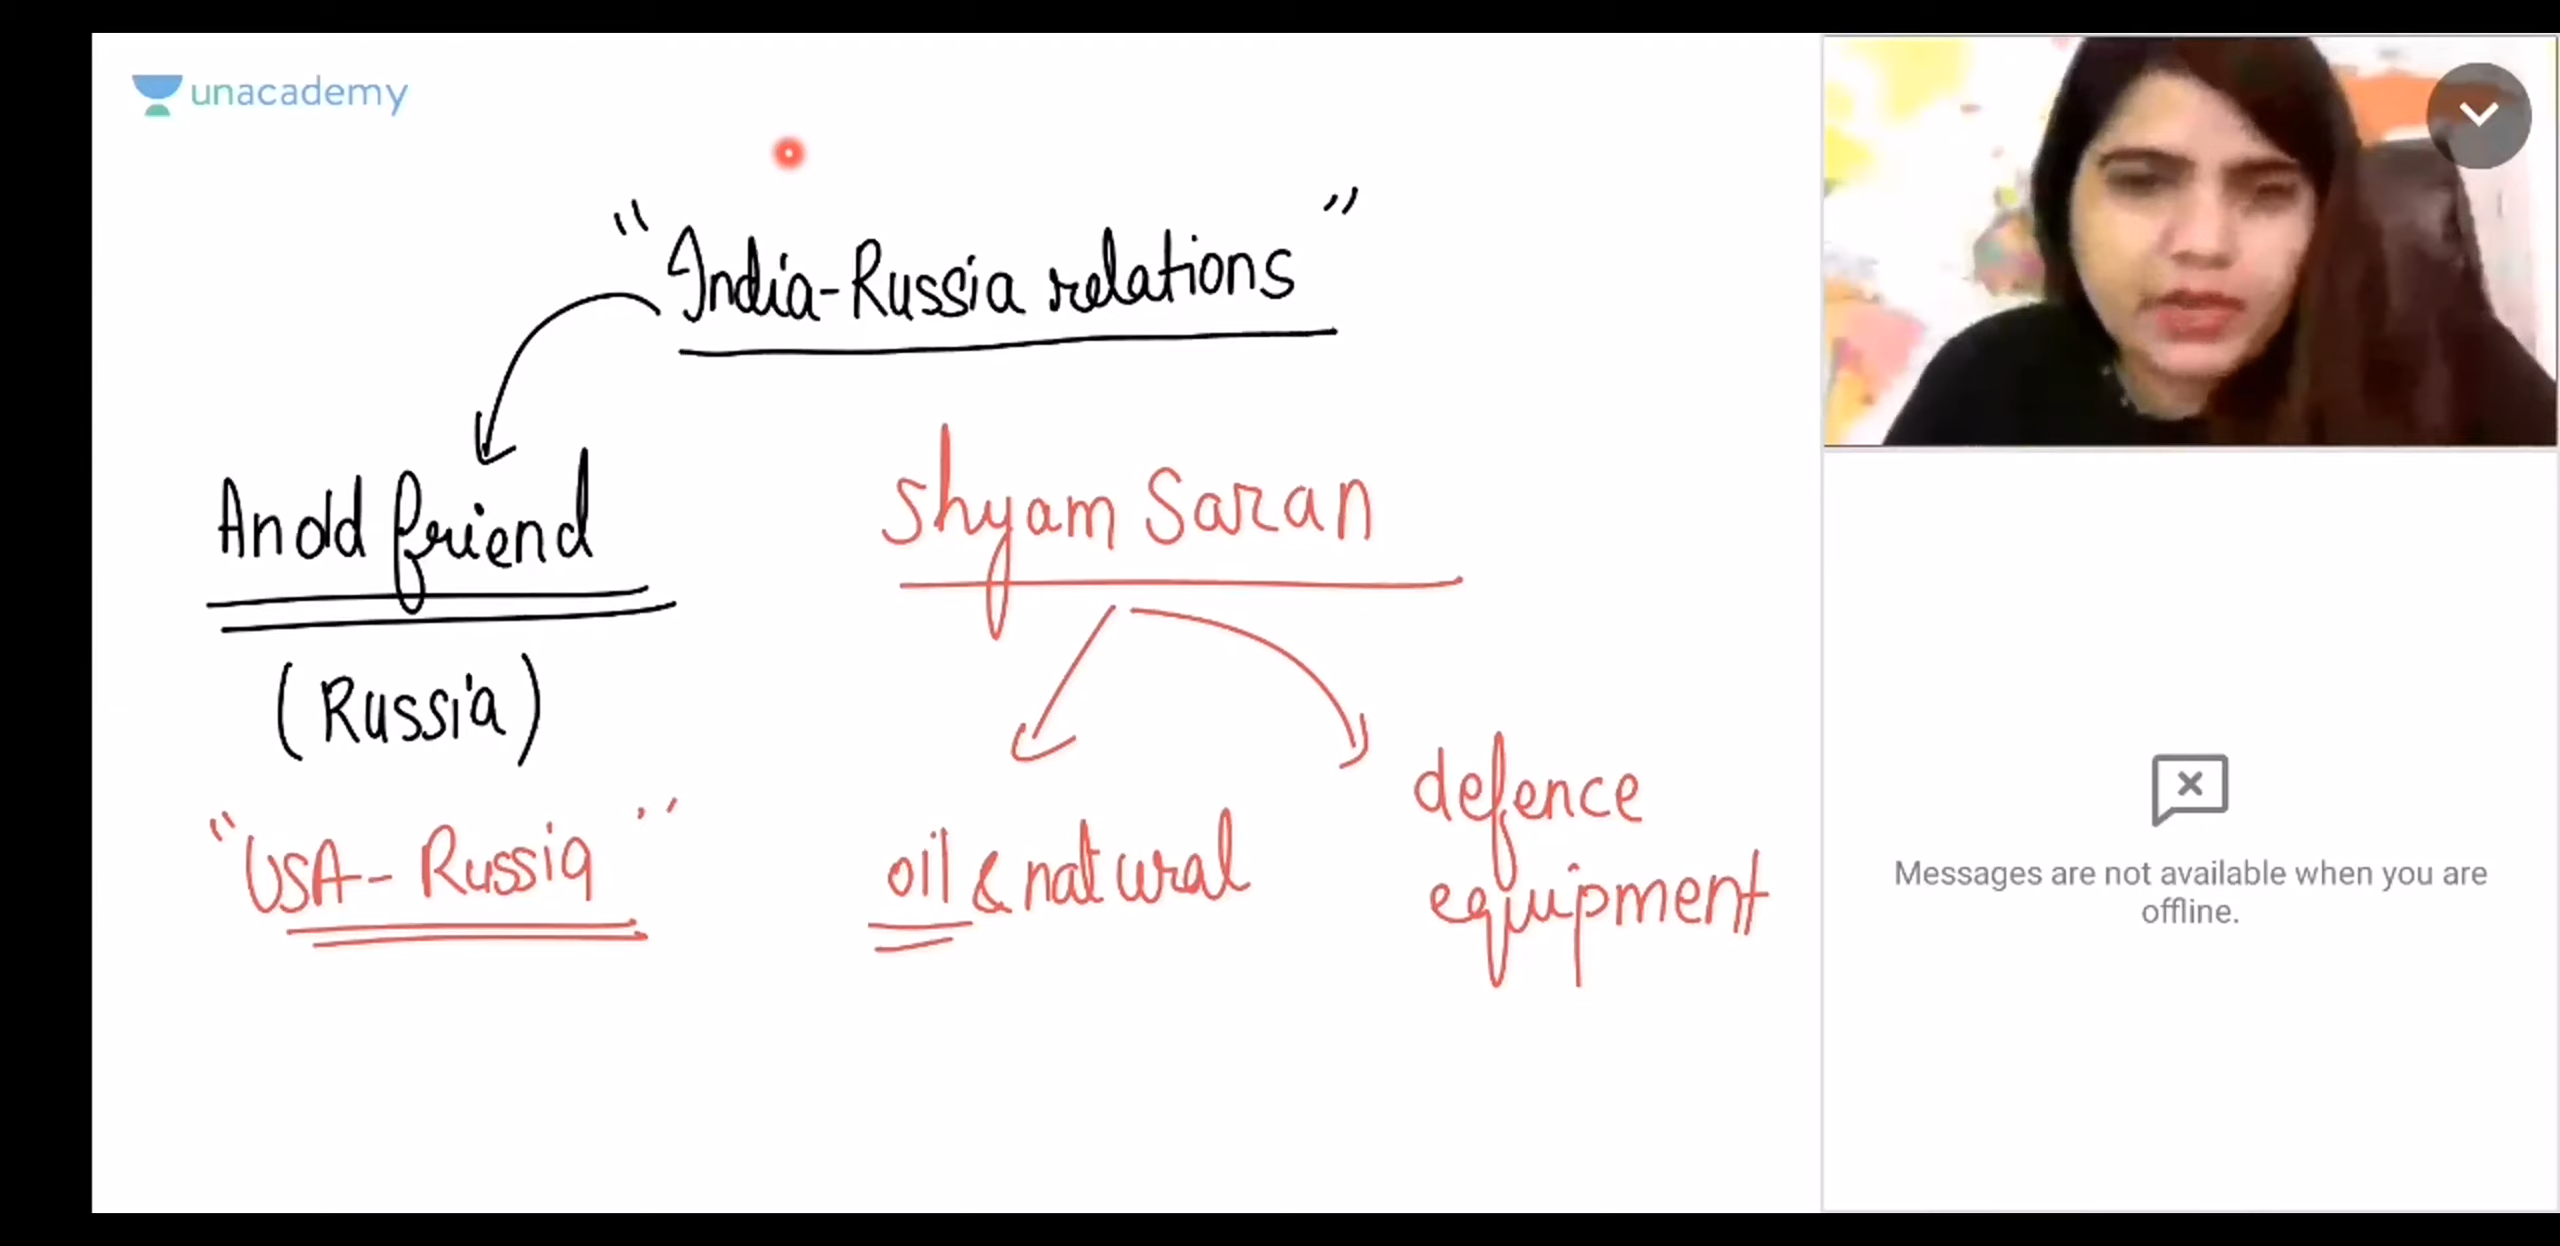 unacademy
"India-Russia relations"
An old friend
(Russia)
"USA-Russia"
Shyam Saran
oil & natural
defence
equipment
Messages are not available when you are
offline.